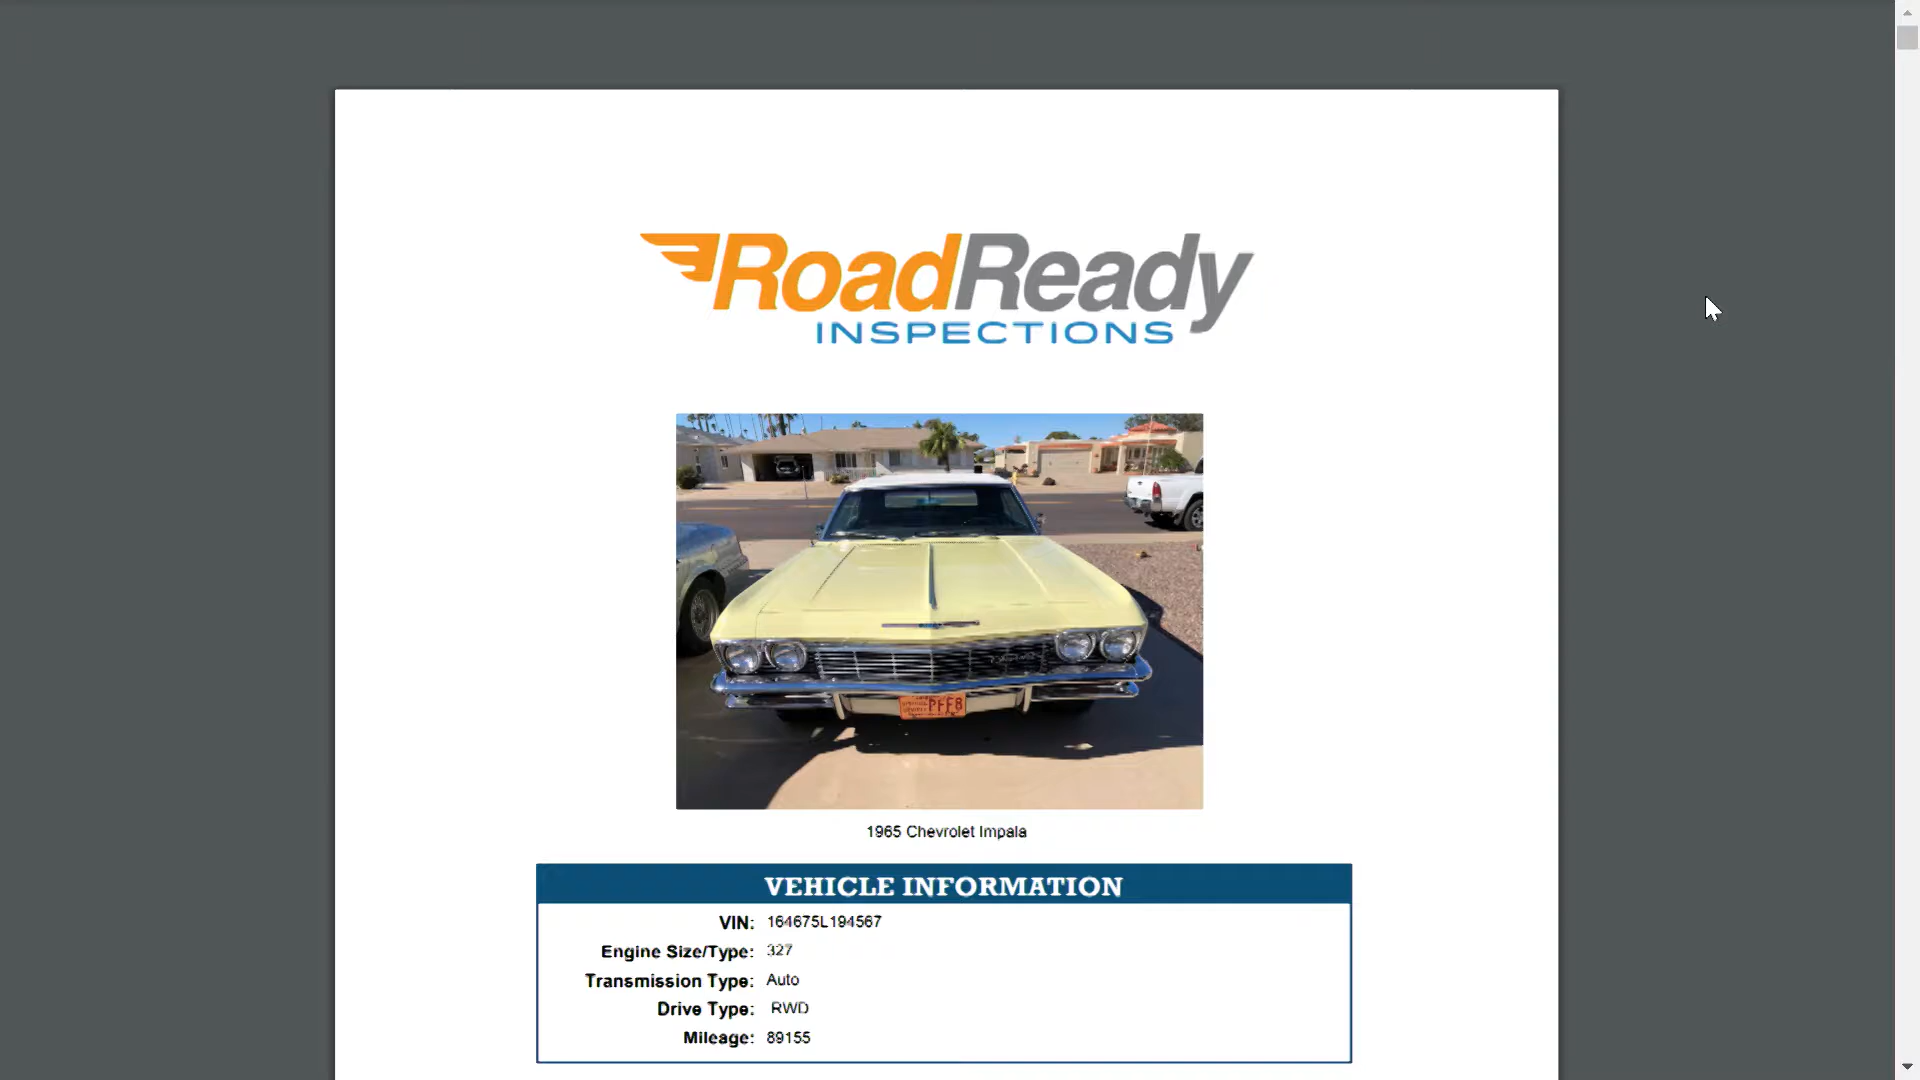 RoadReady
INSPECTIONS
PFF8
1965 Chevrolet Impala
VEHICLE INFORMATION
VIN: 164675L194567
Engine Size/Type: 327
Transmission Type: Auto
Drive Type: RWD
Mileage: 89155